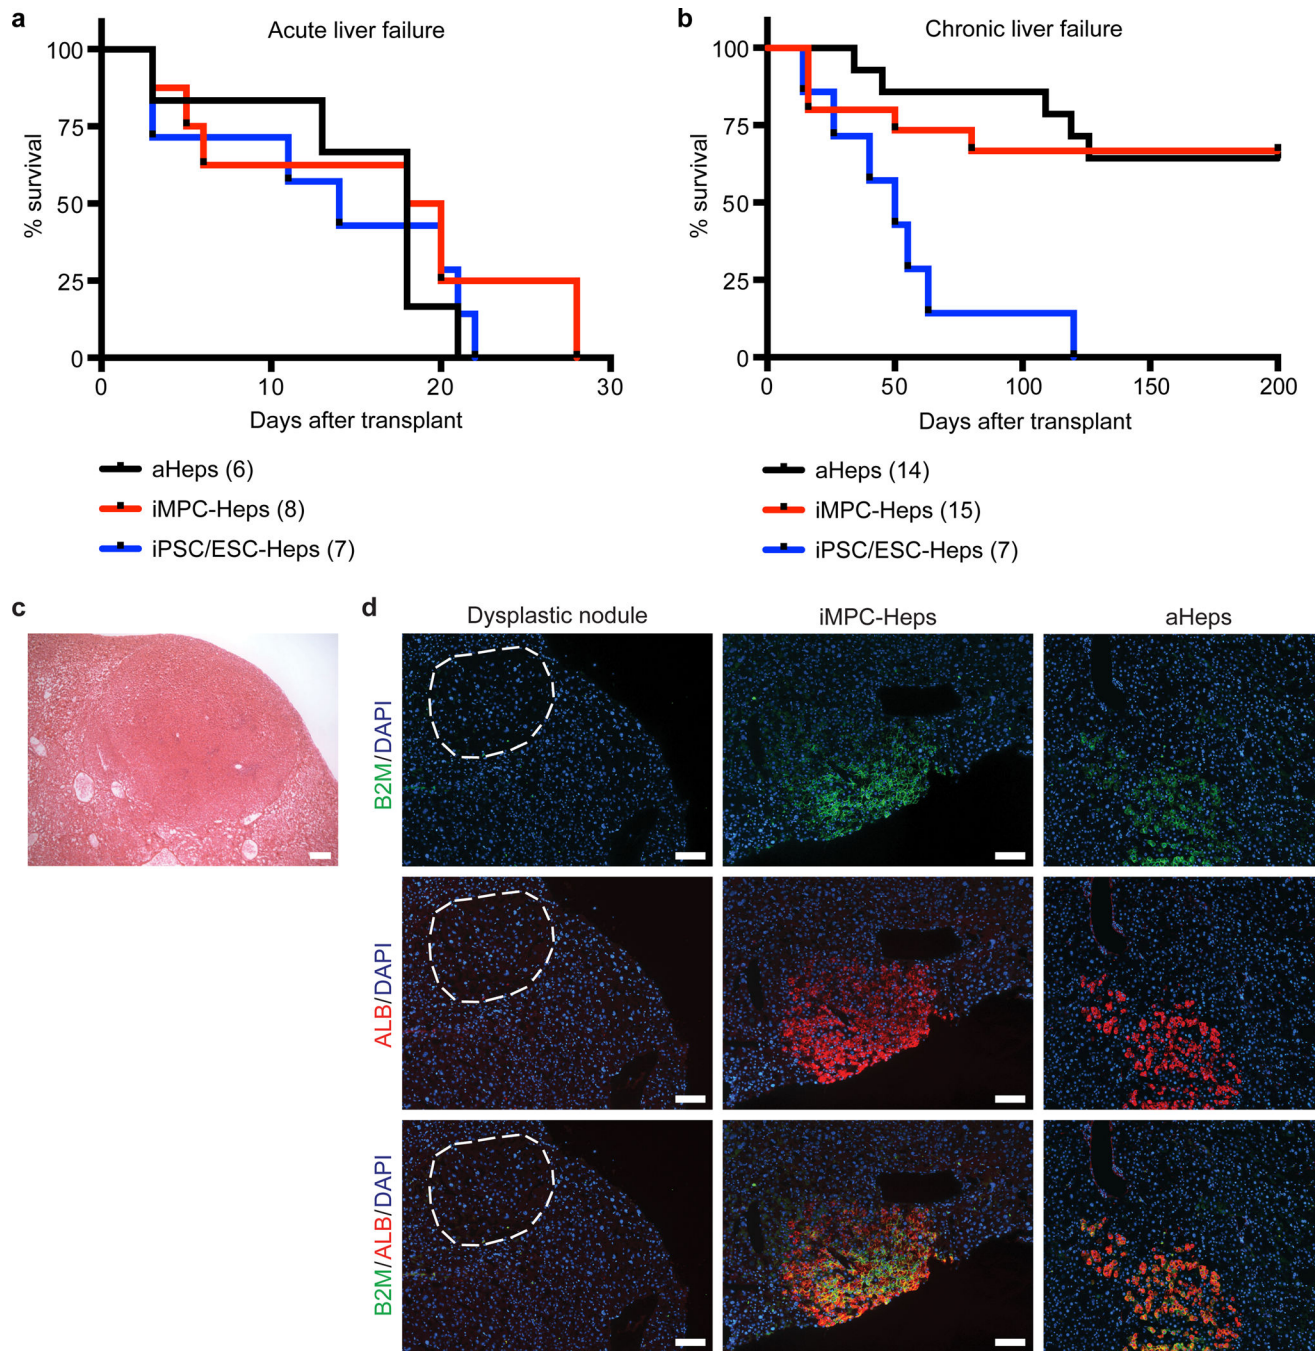 a
Acute liver failure
100
75
50
25
0
% survival
0 10 20 30
Days after transplant
aHeps (6)
iMPC-Heps (8)
iPSC/ESC-Heps (7)
b
Chronic liver failure
100
75
50
25
0
% survival
0 50 100 150 200
Days after transplant
aHeps (14)
iMPC-Heps (15)
iPSC/ESC-Heps (7)
c
d
Dysplastic nodule iMPC-Heps aHeps
B2M/DAPI
ALB/DAPI
B2M/ALB/DAPI